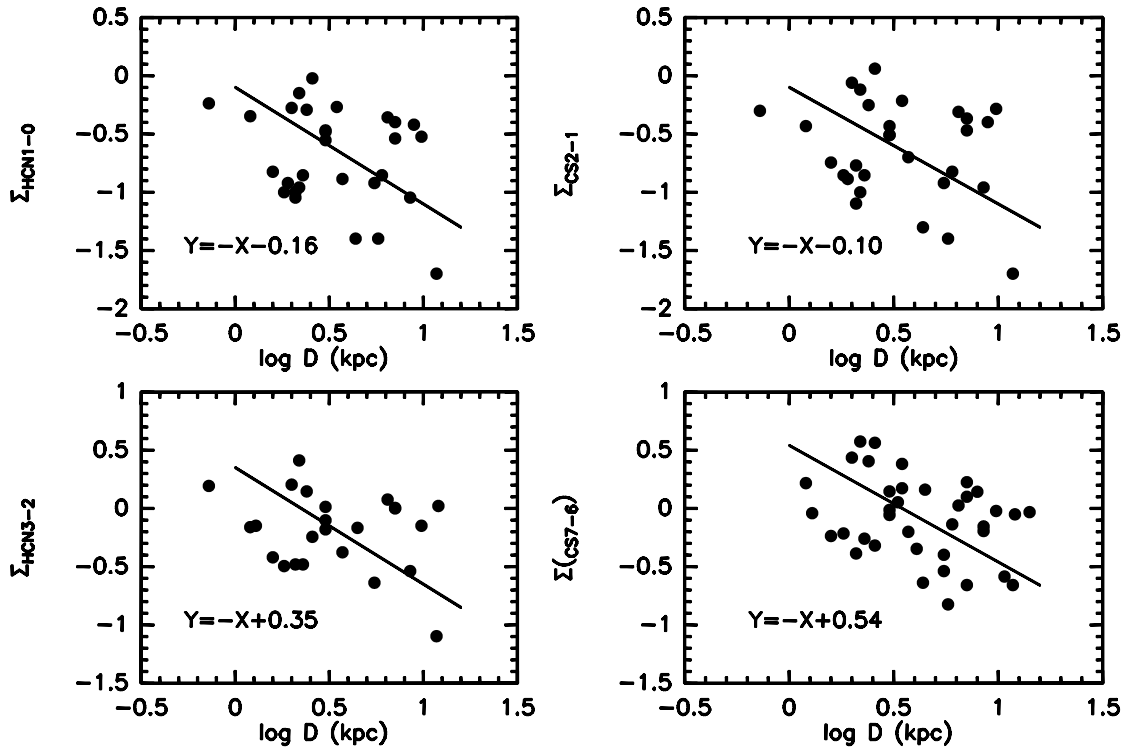 0.5
0
−0.5
−1
−1.5
−2
Σ_HCN1−0
Y=−X−0.16
−0.5 0 0.5 1 1.5
log D (kpc)
0.5
0
−0.5
−1
−1.5
−2
Σ_CS2−1
Y=−X−0.10
−0.5 0 0.5 1 1.5
log D (kpc)
1
0.5
0
−0.5
−1
−1.5
Σ_HCN3−2
Y=−X+0.35
−0.5 0 0.5 1 1.5
log D (kpc)
1
0.5
0
−0.5
−1
−1.5
Σ(CS7−6)
Y=−X+0.54
−0.5 0 0.5 1 1.5
log D (kpc)